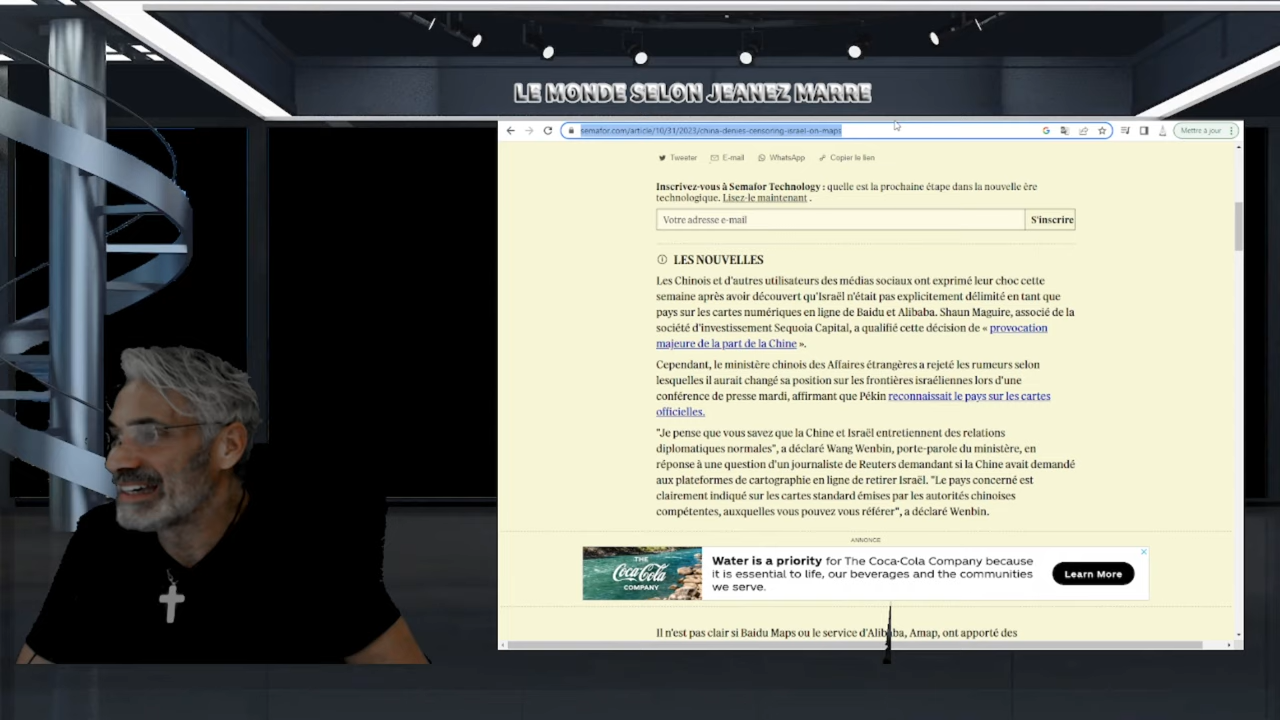 LE MONDE SELON JEANEZ MARRE
semafor.com/article/10/31/2023/china-denies-censoring-israel-on-maps
Mettre à jour
Tweeter E-mail WhatsApp Copier le lien
Inscrivez-vous à Semafor Technology : quelle est la prochaine étape dans la nouvelle ère
technologique. Lisez-le maintenant .
Votre adresse e-mail S'inscrire
LES NOUVELLES
Les Chinois et d'autres utilisateurs des médias sociaux ont exprimé leur choc cette
semaine après avoir découvert qu'Israël n'était pas explicitement délimité en tant que
pays sur les cartes numériques en ligne de Baidu et Alibaba. Shaun Maguire, associé de la
société d'investissement Sequoia Capital, a qualifié cette décision de « provocation
majeure de la part de la Chine ».
Cependant, le ministère chinois des Affaires étrangères a rejeté les rumeurs selon
lesquelles il aurait changé sa position sur les frontières israéliennes lors d'une
conférence de presse mardi, affirmant que Pékin reconnaissait le pays sur les cartes
officielles.
"Je pense que vous savez que la Chine et Israël entretiennent des relations
diplomatiques normales", a déclaré Wang Wenbin, porte-parole du ministère, en
réponse à une question d'un journaliste de Reuters demandant si la Chine avait demandé
aux plateformes de cartographie en ligne de retirer Israël. "Le pays concerné est
clairement indiqué sur les cartes standard émises par les autorités chinoises
compétentes, auxquelles vous pouvez vous référer", a déclaré Wenbin.
ANNONCE
THE
Coca-Cola
COMPANY
Water is a priority for The Coca-Cola Company because
it is essential to life, our beverages and the communities
we serve.
Learn More
Il n'est pas clair si Baidu Maps ou le service d'Alibaba, Amap, ont apporté des